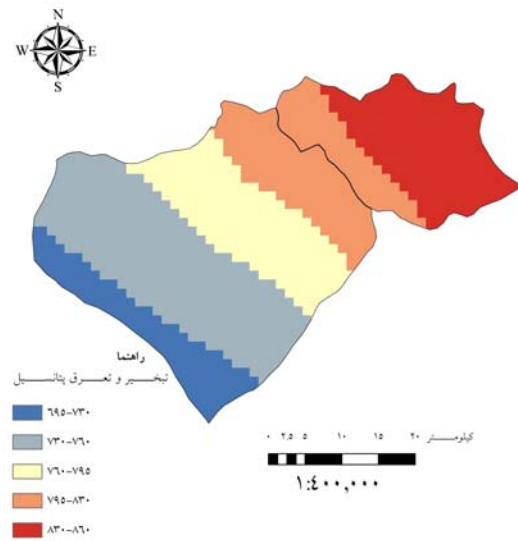 N
W E
S
راهنما
تبخیر و تعرق پتانسیل
۶۹۵-۷۳۰
۷۳۰-۷۶۰
۷۶۰-۷۹۵
۷۹۵-۸۳۰
۸۳۰-۸۶۰
۰ ۲,۵ ۵ ۱۰ ۱۵ ۲۰ کیلومتر
۱:۴۰۰,۰۰۰